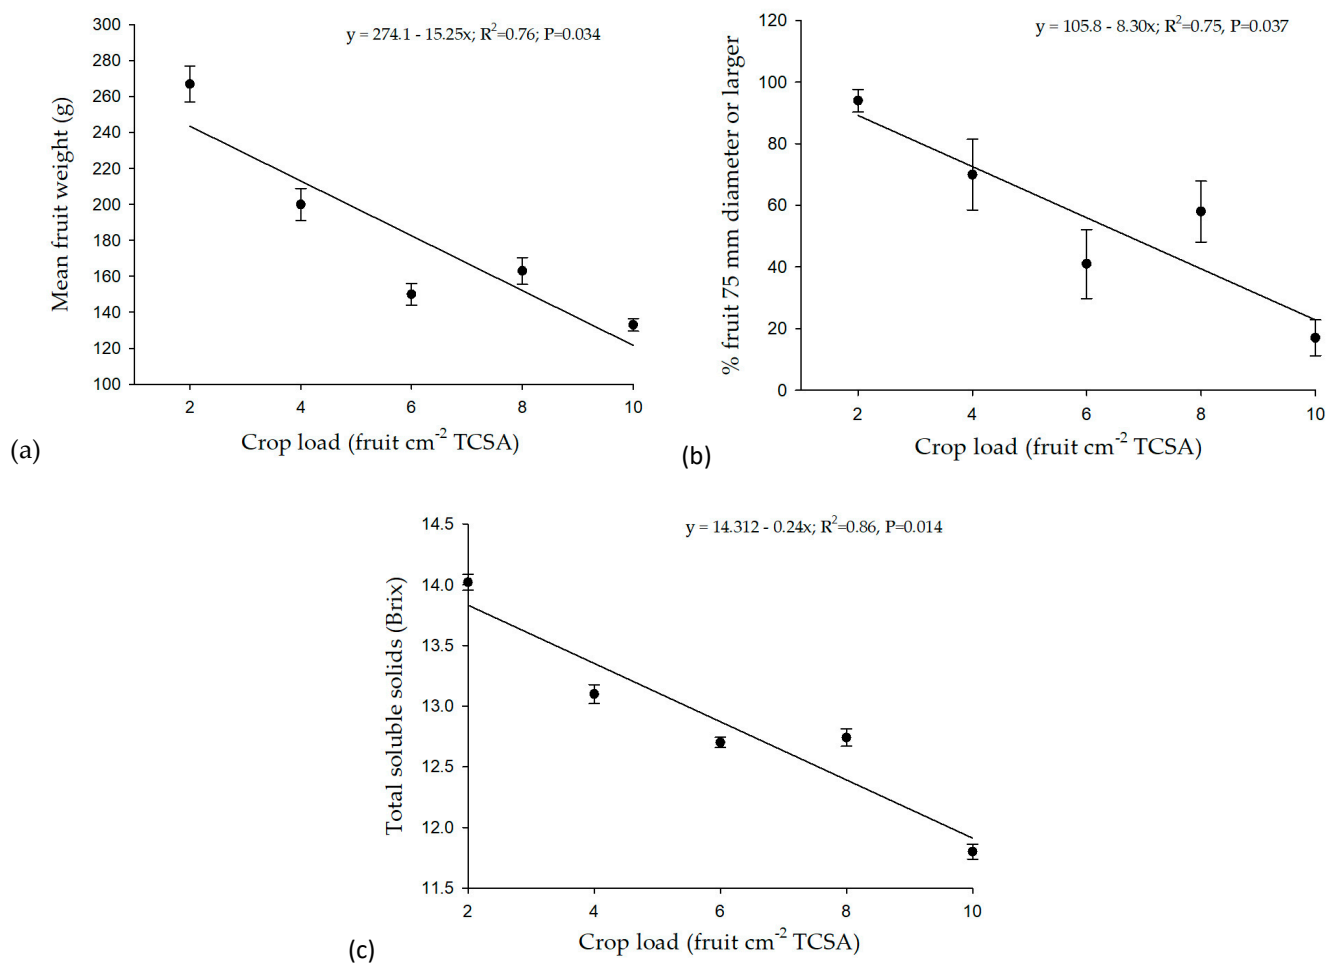 y = 274.1 - 15.25x; R²=0.76; P=0.034
Mean fruit weight (g)
300
280
260
240
220
200
180
160
140
120
100
2 4 6 8 10
Crop load (fruit cm⁻² TCSA)
(a)
y = 105.8 - 8.30x; R²=0.75, P=0.037
% fruit 75 mm diameter or larger
120
100
80
60
40
20
0
2 4 6 8 10
Crop load (fruit cm⁻² TCSA)
(b)
y = 14.312 - 0.24x; R²=0.86, P=0.014
Total soluble solids (Brix)
14.5
14.0
13.5
13.0
12.5
12.0
11.5
2 4 6 8 10
Crop load (fruit cm⁻² TCSA)
(c)